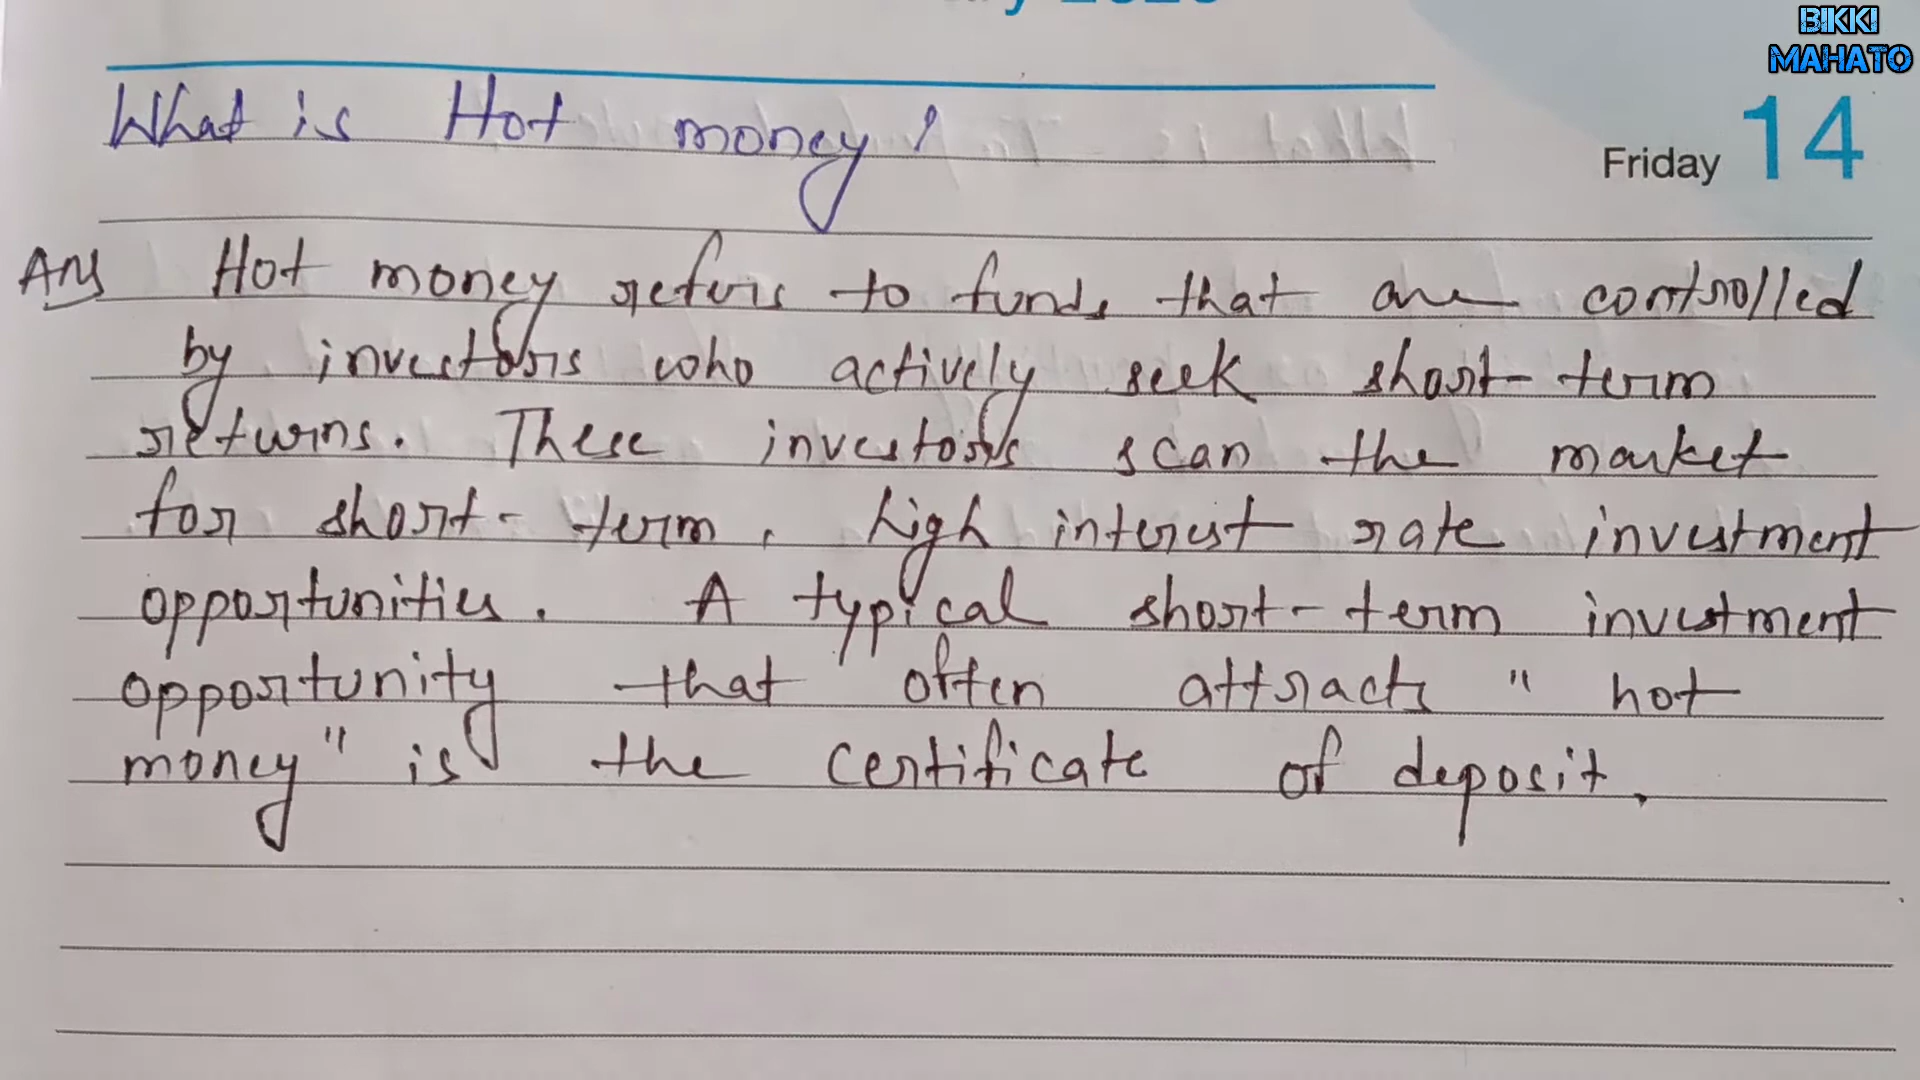 BIKKI
MAHATO
What is Hot money?
Friday 14
Ans Hot money refers to funds that are controlled
by investors who actively seek short-term
returns. These investors scan the market
for short-term, high interest rate investment
opportunities. A typical short-term investment
opportunity that often attracts "hot
money" is the certificate of deposit.